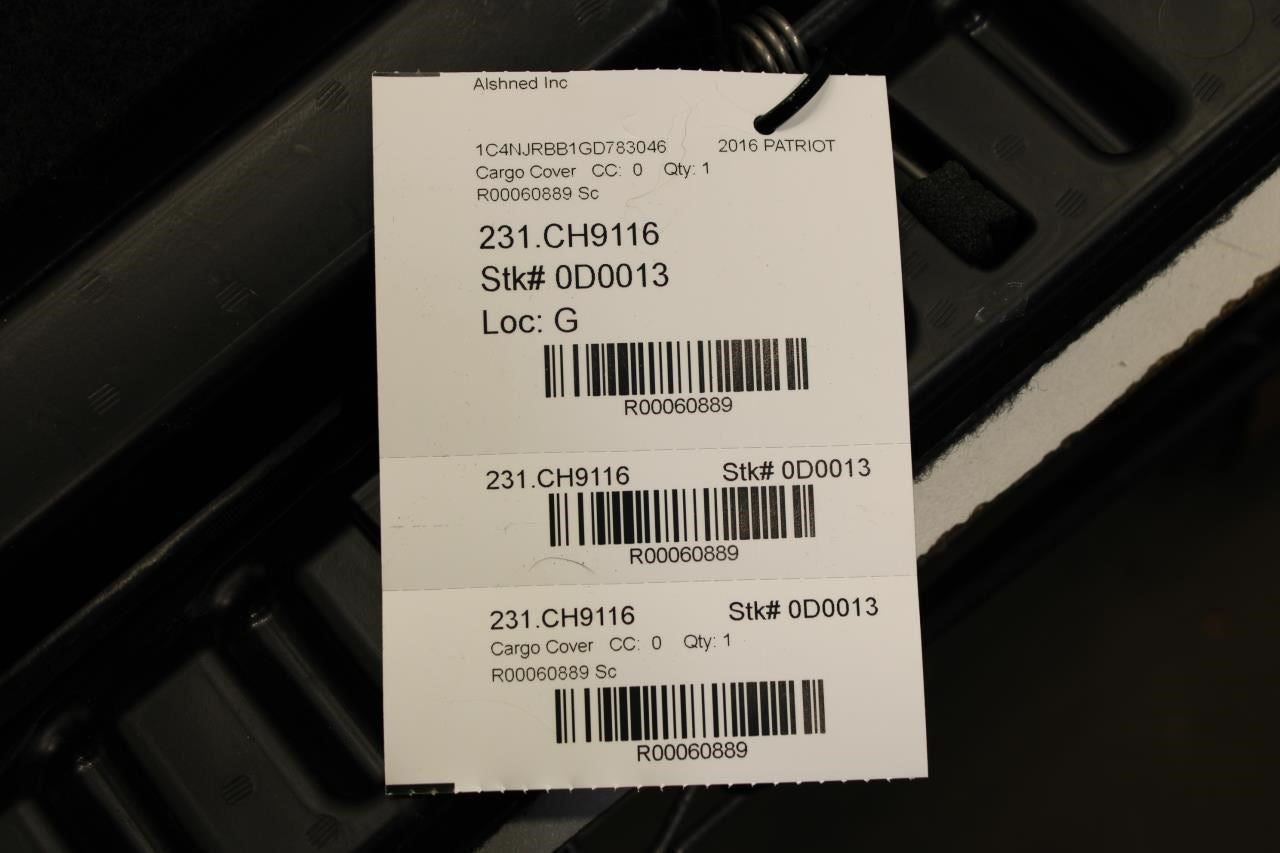 Alshned Inc
1C4NJRBB1GD783046 2016 PATRIOT
Cargo Cover CC: 0 Qty: 1
R00060889 Sc
231.CH9116
Stk# 0D0013
Loc: G
R00060889
231.CH9116 Stk# 0D0013
R00060889
231.CH9116 Stk# 0D0013
Cargo Cover CC: 0 Qty: 1
R00060889 Sc
R00060889